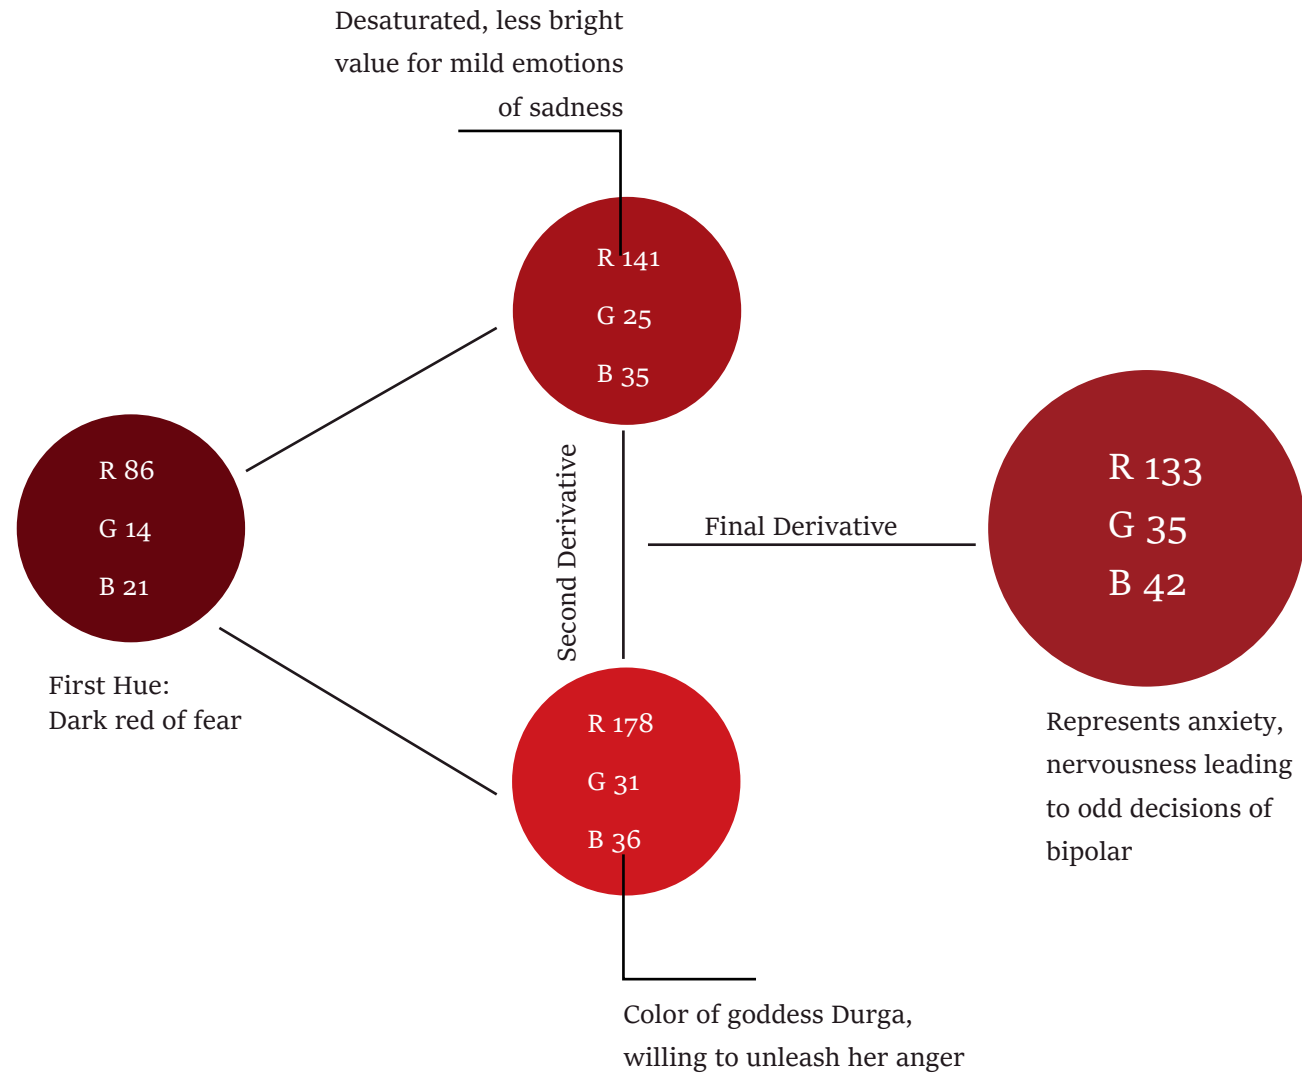 Desaturated, less bright
value for mild emotions
of sadness
R 141
G 25
B 35
R 86
G 14
B 21
First Hue:
Dark red of fear
Second Derivative
Final Derivative
R 178
G 31
B 36
Color of goddess Durga,
willing to unleash her anger
R 133
G 35
B 42
Represents anxiety,
nervousness leading
to odd decisions of
bipolar